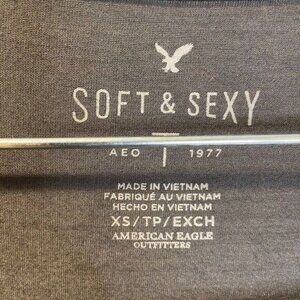 SOFT & SEXY
AEO | 1977
MADE IN VIETNAM
FABRIQUÉ AU VIETNAM
HECHO EN VIETNAM
XS/TP/EXCH
AMERICAN EAGLE
OUTFITTERS